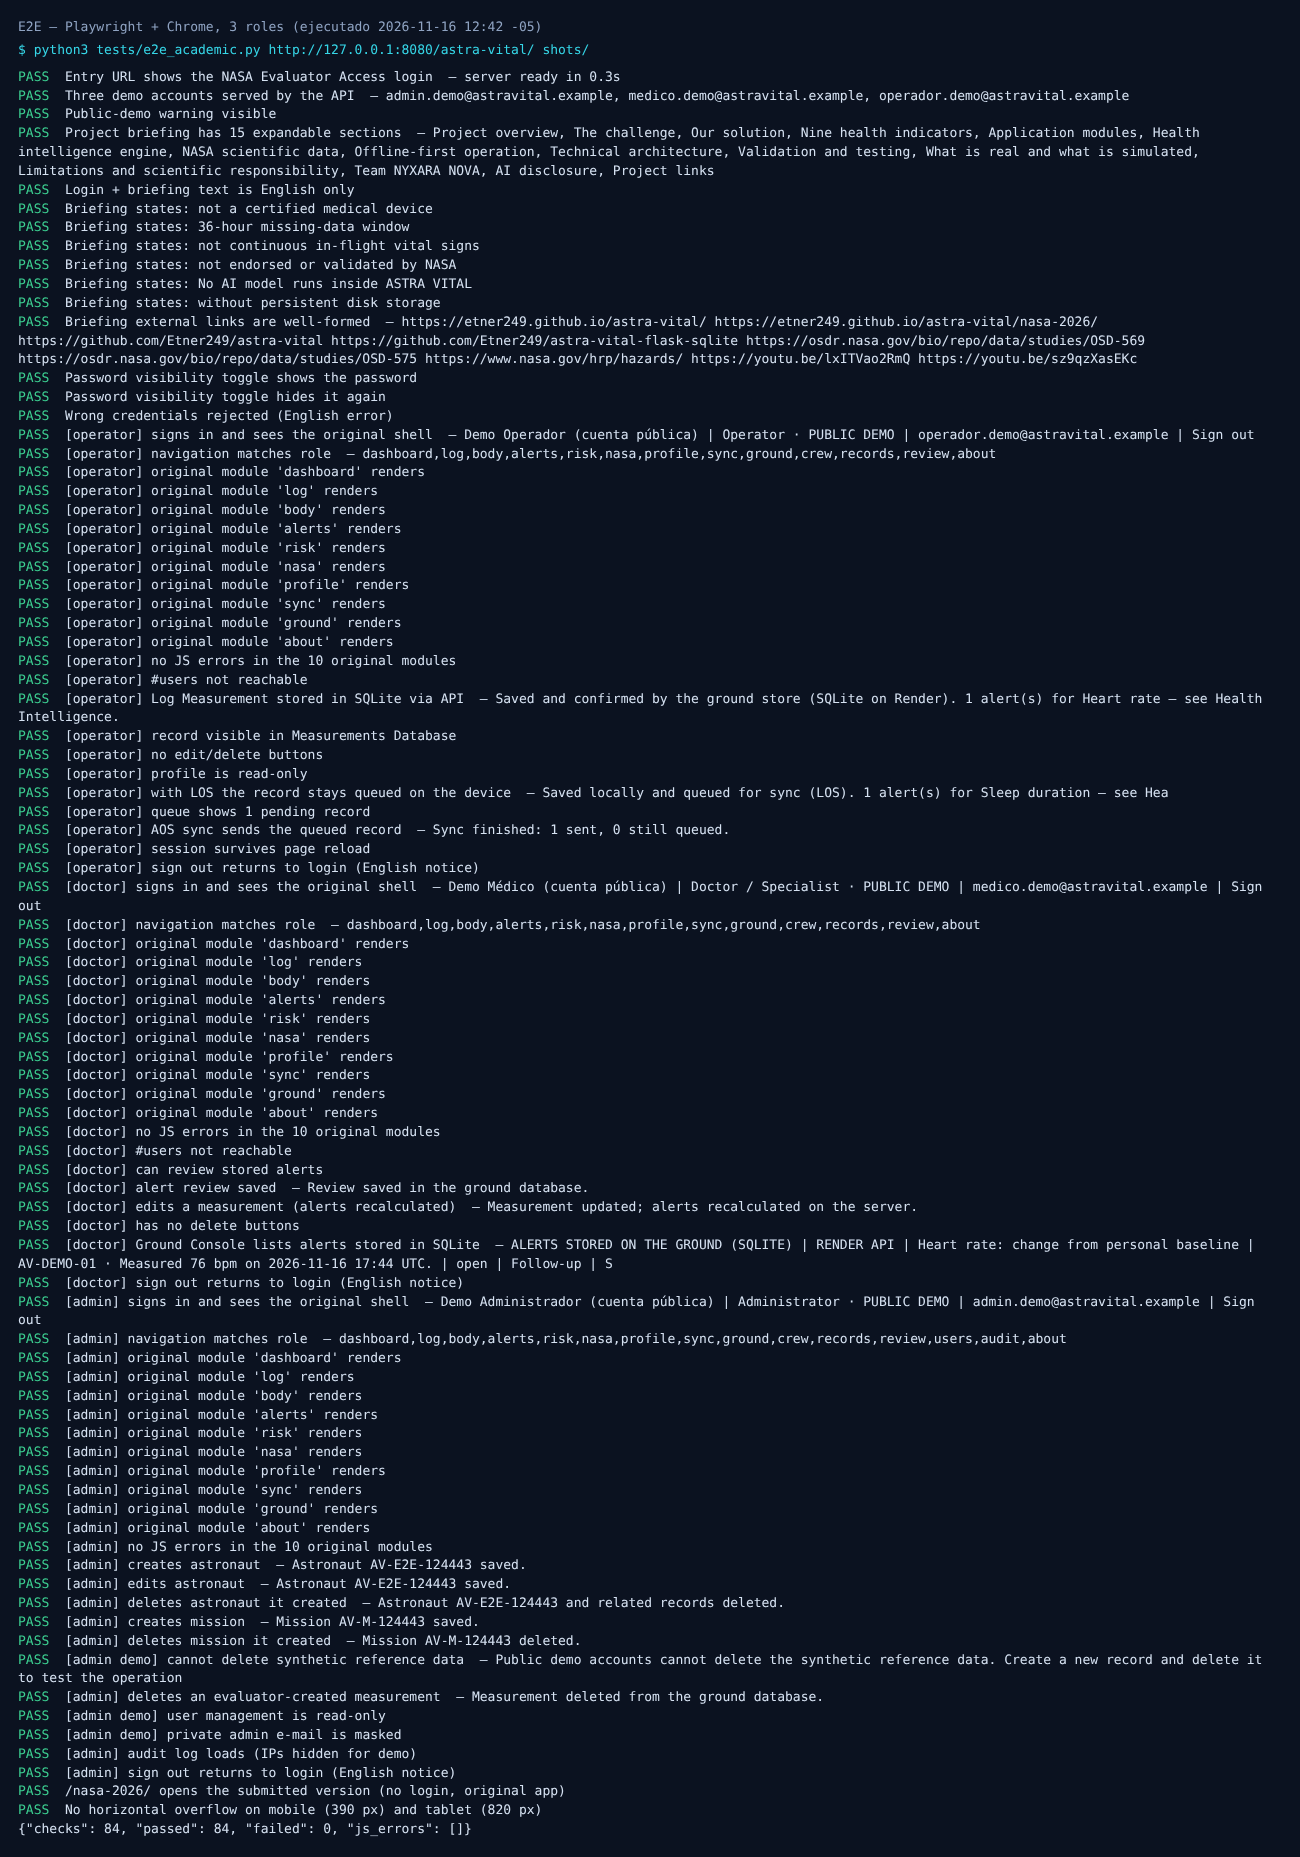 E2E — Playwright + Chrome, 3 roles (ejecutado 2026-11-16 12:42 -05)
$ python3 tests/e2e_academic.py http://127.0.0.1:8080/astra-vital/ shots/
PASS  Entry URL shows the NASA Evaluator Access login  — server ready in 0.3s
PASS  Three demo accounts served by the API  — admin.demo@astravital.example, medico.demo@astravital.example, operador.demo@astravital.example
PASS  Public-demo warning visible
PASS  Project briefing has 15 expandable sections  — Project overview, The challenge, Our solution, Nine health indicators, Application modules, Health
intelligence engine, NASA scientific data, Offline-first operation, Technical architecture, Validation and testing, What is real and what is simulated,
Limitations and scientific responsibility, Team NYXARA NOVA, AI disclosure, Project links
PASS  Login + briefing text is English only
PASS  Briefing states: not a certified medical device
PASS  Briefing states: 36-hour missing-data window
PASS  Briefing states: not continuous in-flight vital signs
PASS  Briefing states: not endorsed or validated by NASA
PASS  Briefing states: No AI model runs inside ASTRA VITAL
PASS  Briefing states: without persistent disk storage
PASS  Briefing external links are well-formed  — https://etner249.github.io/astra-vital/ https://etner249.github.io/astra-vital/nasa-2026/
https://github.com/Etner249/astra-vital https://github.com/Etner249/astra-vital-flask-sqlite https://osdr.nasa.gov/bio/repo/data/studies/OSD-569
https://osdr.nasa.gov/bio/repo/data/studies/OSD-575 https://www.nasa.gov/hrp/hazards/ https://youtu.be/lxITVao2RmQ https://youtu.be/sz9qzXasEKc
PASS  Password visibility toggle shows the password
PASS  Password visibility toggle hides it again
PASS  Wrong credentials rejected (English error)
PASS  [operator] signs in and sees the original shell  — Demo Operador (cuenta pública) | Operator · PUBLIC DEMO | operador.demo@astravital.example | Sign out
PASS  [operator] navigation matches role  — dashboard,log,body,alerts,risk,nasa,profile,sync,ground,crew,records,review,about
PASS  [operator] original module 'dashboard' renders
PASS  [operator] original module 'log' renders
PASS  [operator] original module 'body' renders
PASS  [operator] original module 'alerts' renders
PASS  [operator] original module 'risk' renders
PASS  [operator] original module 'nasa' renders
PASS  [operator] original module 'profile' renders
PASS  [operator] original module 'sync' renders
PASS  [operator] original module 'ground' renders
PASS  [operator] original module 'about' renders
PASS  [operator] no JS errors in the 10 original modules
PASS  [operator] #users not reachable
PASS  [operator] Log Measurement stored in SQLite via API  — Saved and confirmed by the ground store (SQLite on Render). 1 alert(s) for Heart rate — see Health
Intelligence.
PASS  [operator] record visible in Measurements Database
PASS  [operator] no edit/delete buttons
PASS  [operator] profile is read-only
PASS  [operator] with LOS the record stays queued on the device  — Saved locally and queued for sync (LOS). 1 alert(s) for Sleep duration — see Hea
PASS  [operator] queue shows 1 pending record
PASS  [operator] AOS sync sends the queued record  — Sync finished: 1 sent, 0 still queued.
PASS  [operator] session survives page reload
PASS  [operator] sign out returns to login (English notice)
PASS  [doctor] signs in and sees the original shell  — Demo Médico (cuenta pública) | Doctor / Specialist · PUBLIC DEMO | medico.demo@astravital.example | Sign
out
PASS  [doctor] navigation matches role  — dashboard,log,body,alerts,risk,nasa,profile,sync,ground,crew,records,review,about
PASS  [doctor] original module 'dashboard' renders
PASS  [doctor] original module 'log' renders
PASS  [doctor] original module 'body' renders
PASS  [doctor] original module 'alerts' renders
PASS  [doctor] original module 'risk' renders
PASS  [doctor] original module 'nasa' renders
PASS  [doctor] original module 'profile' renders
PASS  [doctor] original module 'sync' renders
PASS  [doctor] original module 'ground' renders
PASS  [doctor] original module 'about' renders
PASS  [doctor] no JS errors in the 10 original modules
PASS  [doctor] #users not reachable
PASS  [doctor] can review stored alerts
PASS  [doctor] alert review saved  — Review saved in the ground database.
PASS  [doctor] edits a measurement (alerts recalculated)  — Measurement updated; alerts recalculated on the server.
PASS  [doctor] has no delete buttons
PASS  [doctor] Ground Console lists alerts stored in SQLite  — ALERTS STORED ON THE GROUND (SQLITE) | RENDER API | Heart rate: change from personal baseline |
AV-DEMO-01 · Measured 76 bpm on 2026-11-16 17:44 UTC. | open | Follow-up | S
PASS  [doctor] sign out returns to login (English notice)
PASS  [admin] signs in and sees the original shell  — Demo Administrador (cuenta pública) | Administrator · PUBLIC DEMO | admin.demo@astravital.example | Sign
out
PASS  [admin] navigation matches role  — dashboard,log,body,alerts,risk,nasa,profile,sync,ground,crew,records,review,users,audit,about
PASS  [admin] original module 'dashboard' renders
PASS  [admin] original module 'log' renders
PASS  [admin] original module 'body' renders
PASS  [admin] original module 'alerts' renders
PASS  [admin] original module 'risk' renders
PASS  [admin] original module 'nasa' renders
PASS  [admin] original module 'profile' renders
PASS  [admin] original module 'sync' renders
PASS  [admin] original module 'ground' renders
PASS  [admin] original module 'about' renders
PASS  [admin] no JS errors in the 10 original modules
PASS  [admin] creates astronaut  — Astronaut AV-E2E-124443 saved.
PASS  [admin] edits astronaut  — Astronaut AV-E2E-124443 saved.
PASS  [admin] deletes astronaut it created  — Astronaut AV-E2E-124443 and related records deleted.
PASS  [admin] creates mission  — Mission AV-M-124443 saved.
PASS  [admin] deletes mission it created  — Mission AV-M-124443 deleted.
PASS  [admin demo] cannot delete synthetic reference data  — Public demo accounts cannot delete the synthetic reference data. Create a new record and delete it
to test the operation
PASS  [admin] deletes an evaluator-created measurement  — Measurement deleted from the ground database.
PASS  [admin demo] user management is read-only
PASS  [admin demo] private admin e-mail is masked
PASS  [admin] audit log loads (IPs hidden for demo)
PASS  [admin] sign out returns to login (English notice)
PASS  /nasa-2026/ opens the submitted version (no login, original app)
PASS  No horizontal overflow on mobile (390 px) and tablet (820 px)
{"checks": 84, "passed": 84, "failed": 0, "js_errors": []}